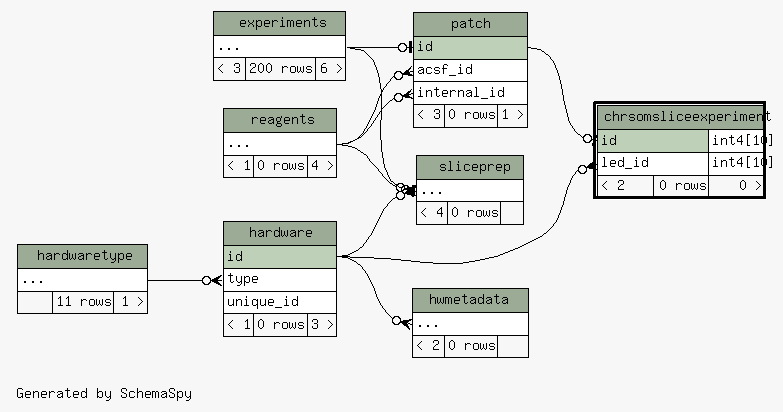 experiments
...
< 3 200 rows 6 >
patch
id
acsf_id
internal_id
< 3 0 rows 1 >
reagents
...
< 1 0 rows 4 >
chrsomsliceexperiment
id int4[10]
led_id int4[10]
< 2 0 rows 0 >
sliceprep
...
< 4 0 rows
hardware
id
type
unique_id
< 1 0 rows 3 >
hardwaretype
...
11 rows 1 >
hwmetadata
...
< 2 0 rows
Generated by SchemaSpy